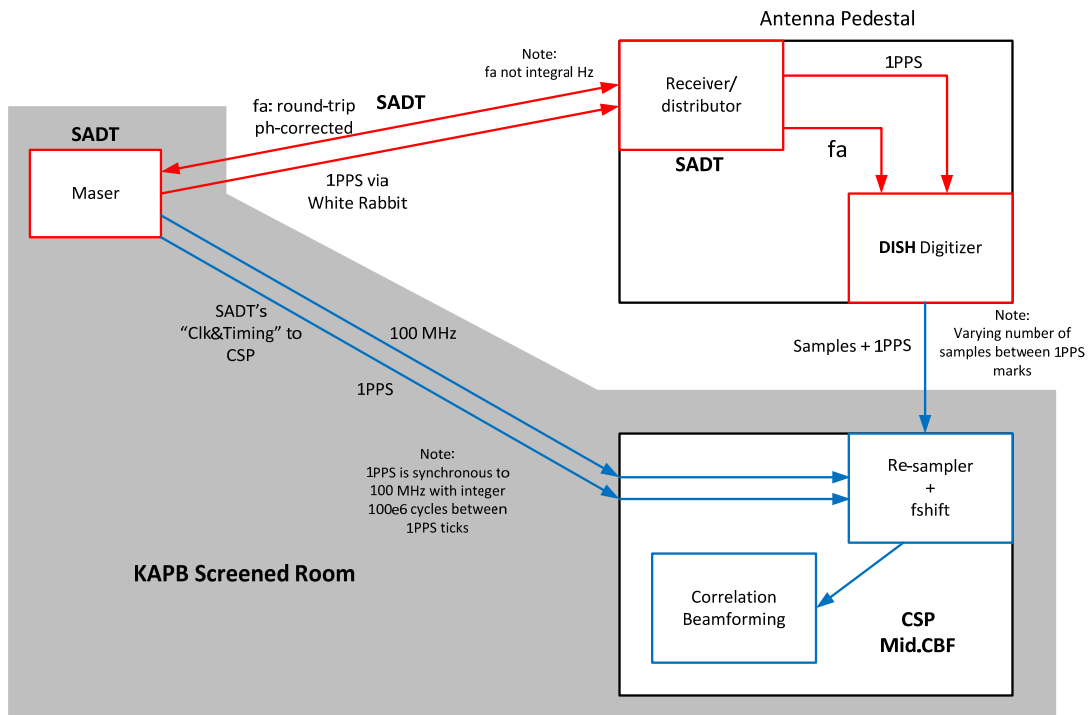 Antenna Pedestal
Note:
fa not integral Hz
Receiver/
distributor
1PPS
fa: round-trip
ph-corrected
SADT
SADT
Maser
fa
SADT
1PPS via
White Rabbit
DISH Digitizer
SADT's
“Clk&Timing” to
CSP
100 MHz
1PPS
Samples + 1PPS
Note:
Varying number of
samples between 1PPS
marks
Note:
1PPS is synchronous to
100 MHz with integer
100e6 cycles between
1PPS ticks
Re-sampler
+
fshift
KAPB Screened Room
Correlation
Beamforming
CSP
Mid.CBF